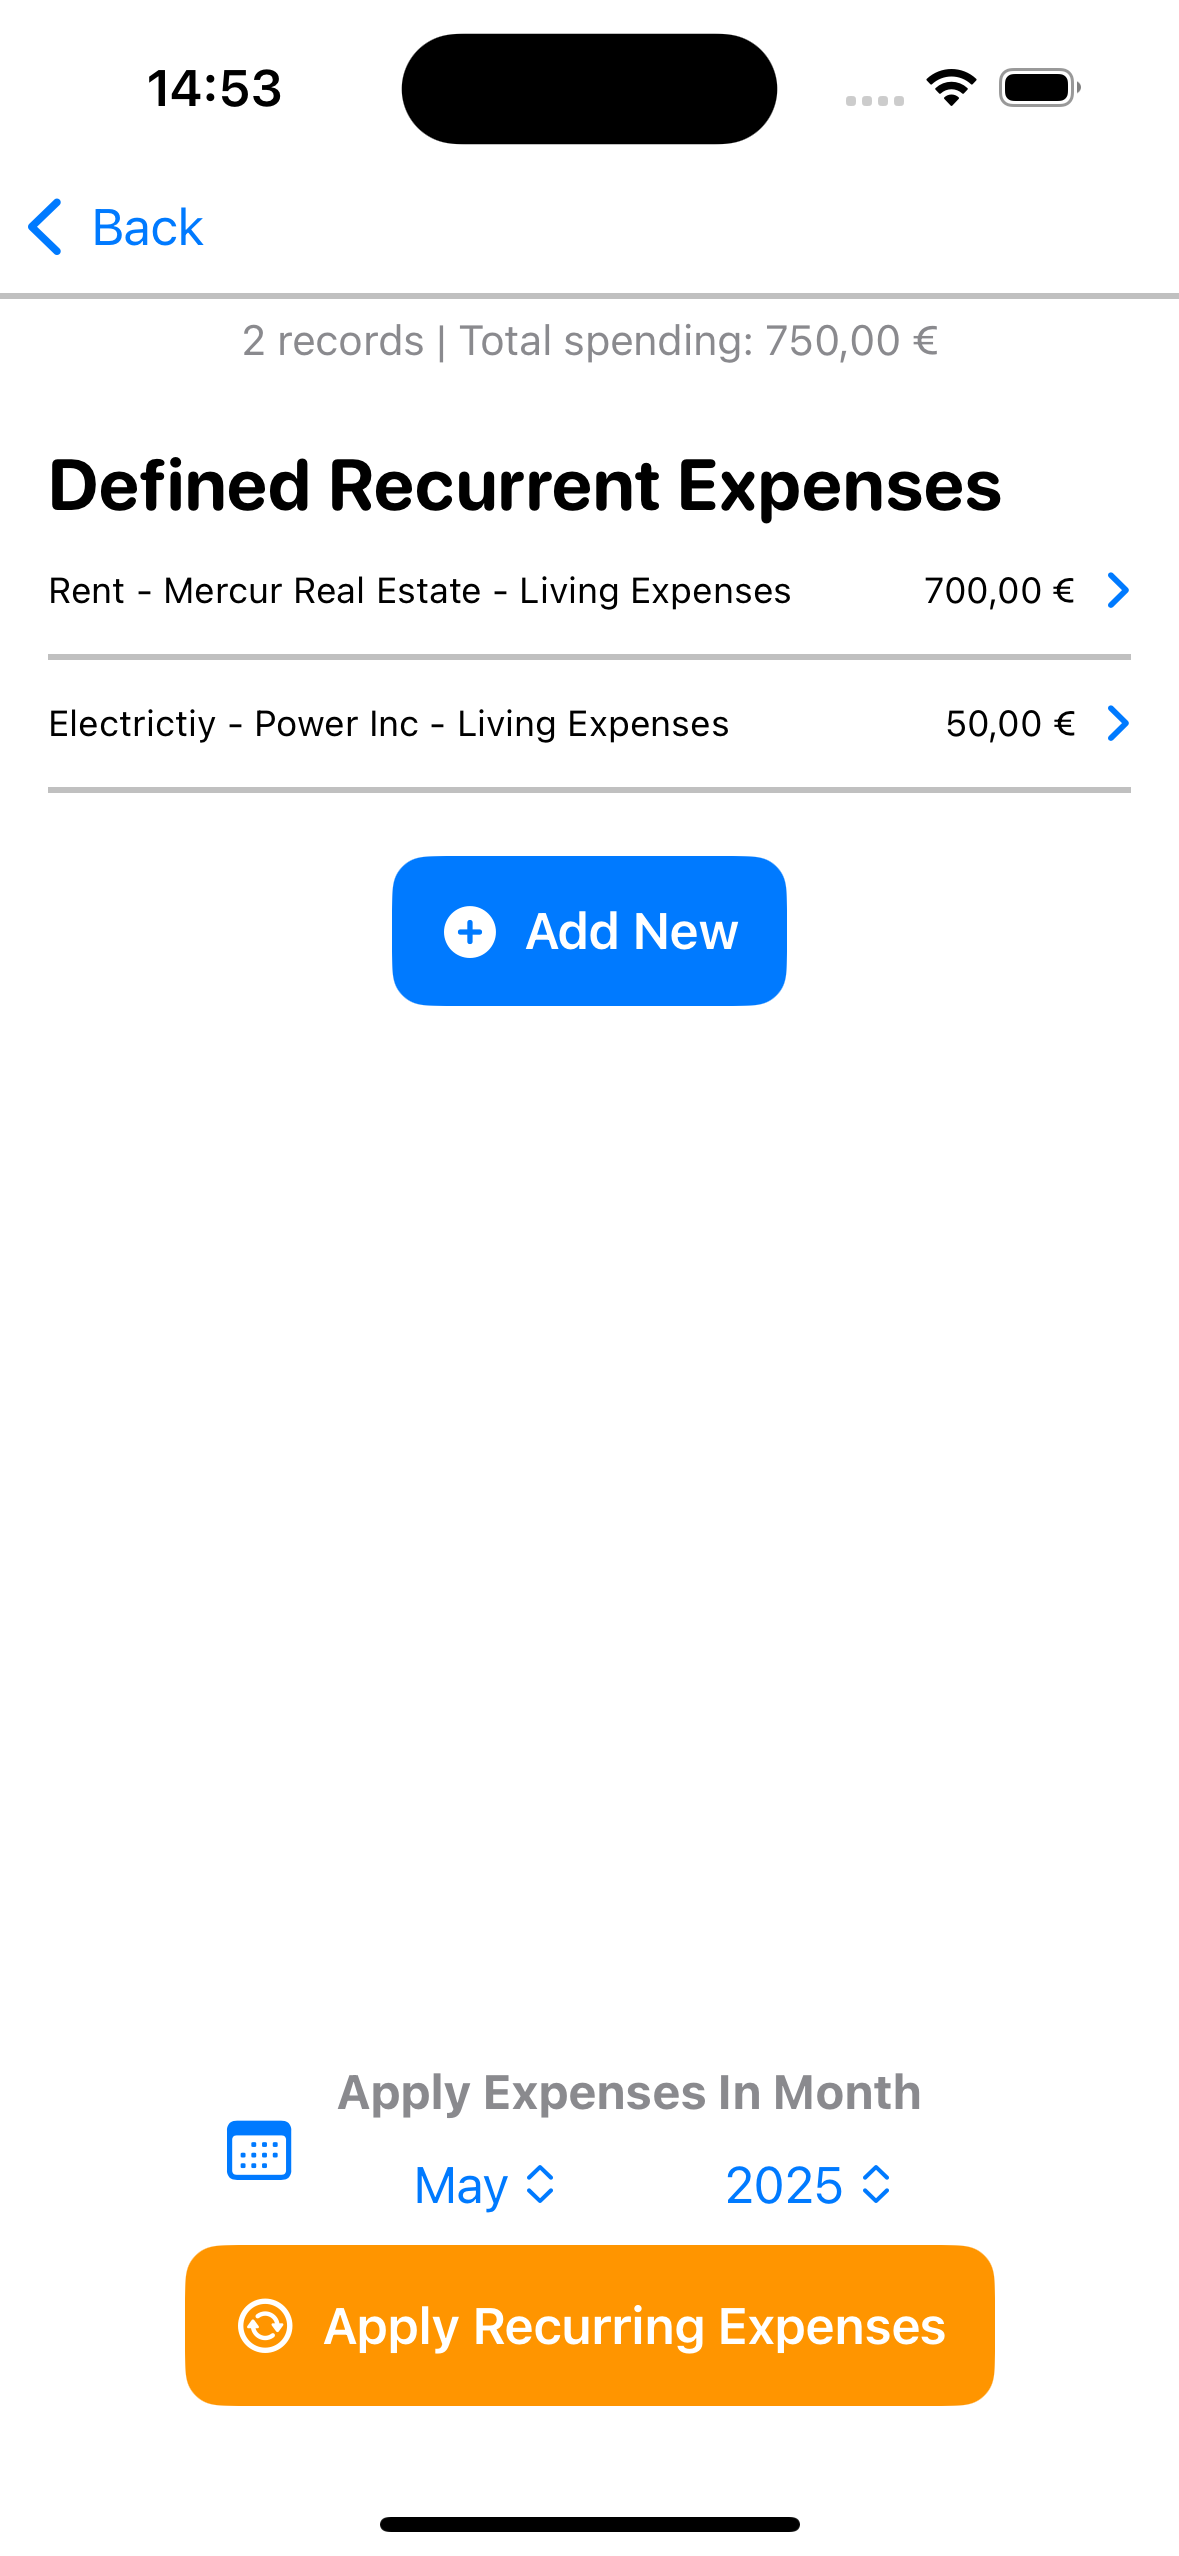 14:53
Back
2 records | Total spending: 750,00 €
Defined Recurrent Expenses
Rent - Mercur Real Estate - Living Expenses 700,00 €
Electrictiy - Power Inc - Living Expenses 50,00 €
Add New
Apply Expenses In Month
May 2025
Apply Recurring Expenses